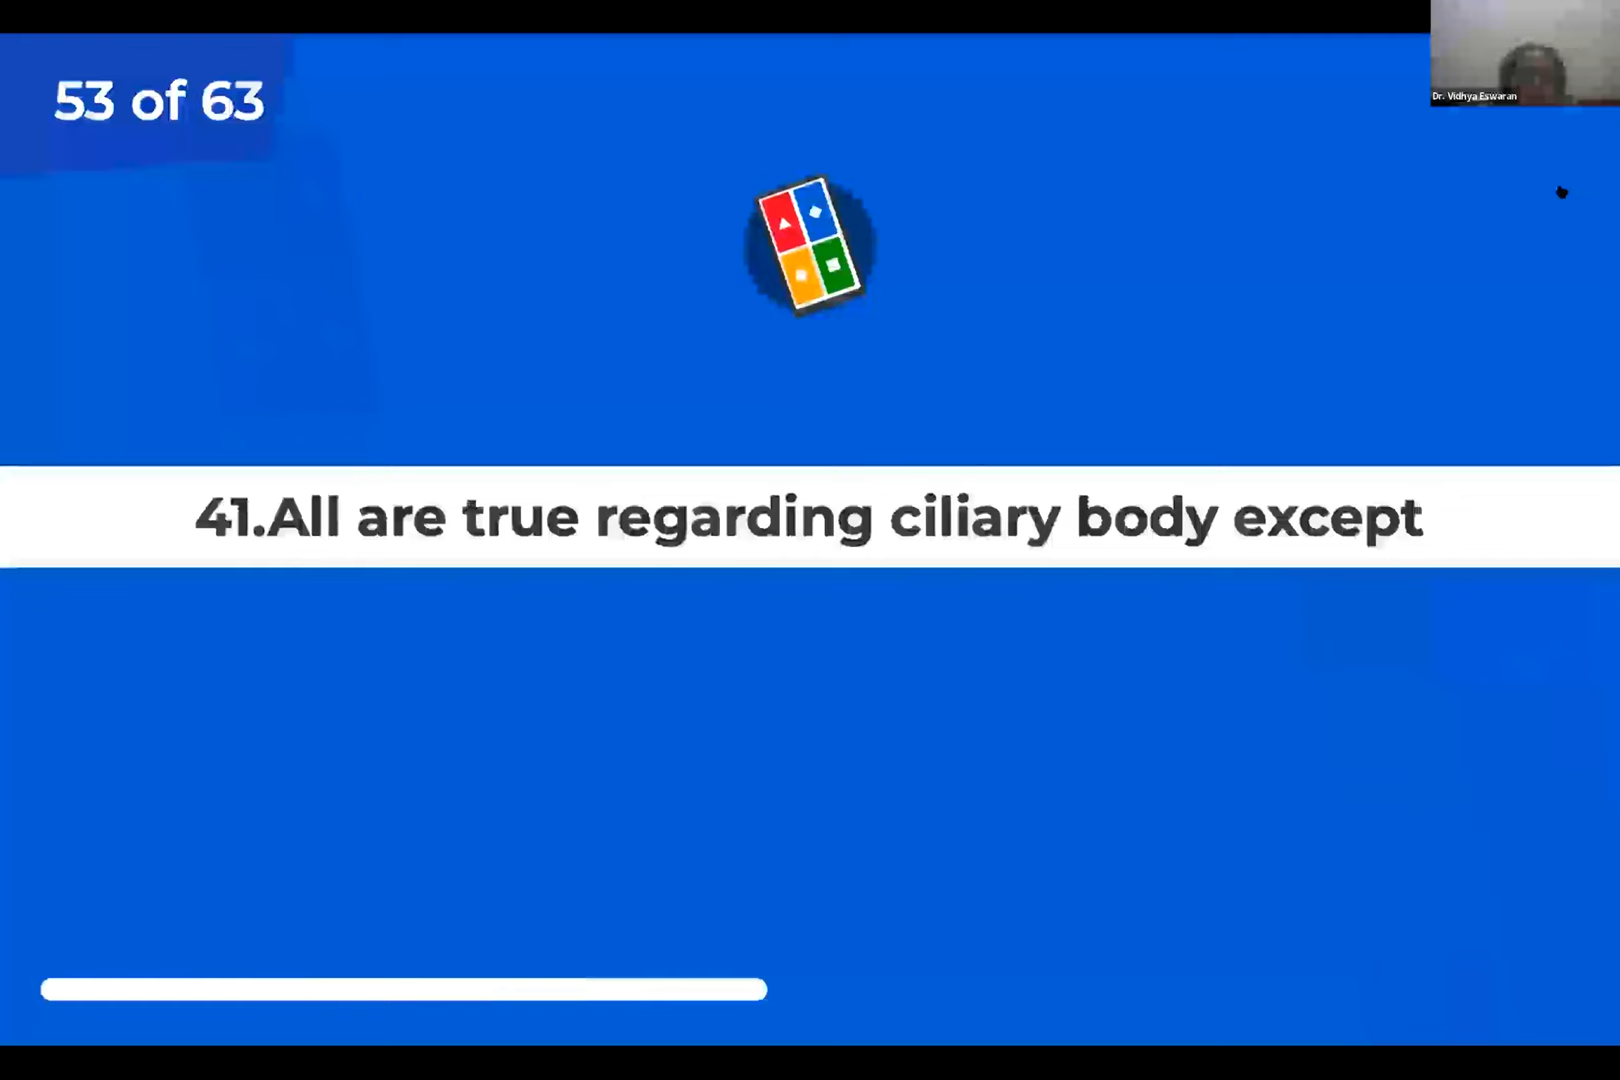 Dr. Vidhya Eswaran
53 of 63
41.All are true regarding ciliary body except